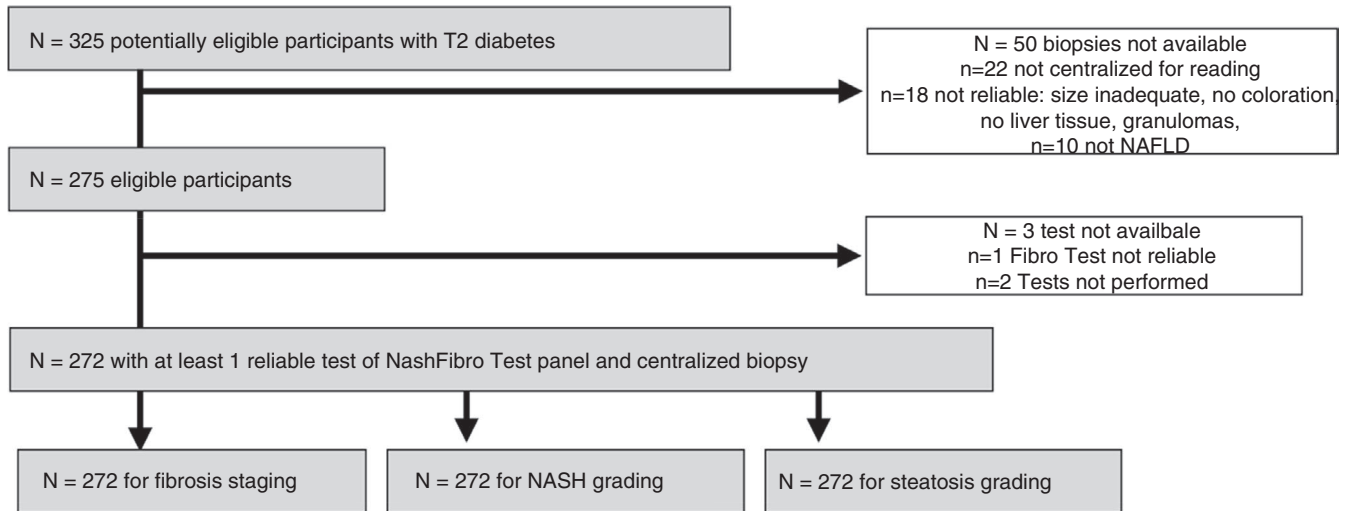 N = 325 potentially eligible participants with T2 diabetes
N = 50 biopsies not available
n=22 not centralized for reading
n=18 not reliable: size inadequate, no coloration,
no liver tissue, granulomas,
n=10 not NAFLD
N = 275 eligible participants
N = 3 test not availbale
n=1 Fibro Test not reliable
n=2 Tests not performed
N = 272 with at least 1 reliable test of NashFibro Test panel and centralized biopsy
N = 272 for fibrosis staging
N = 272 for NASH grading
N = 272 for steatosis grading